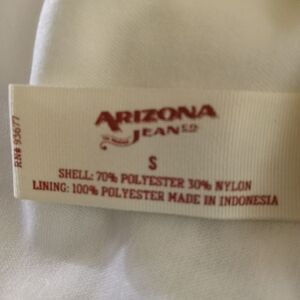 ARIZONA
JEAN CO
S
SHELL: 70% POLYESTER 30% NYLON
LINING: 100% POLYESTER MADE IN INDONESIA
RN# 93677